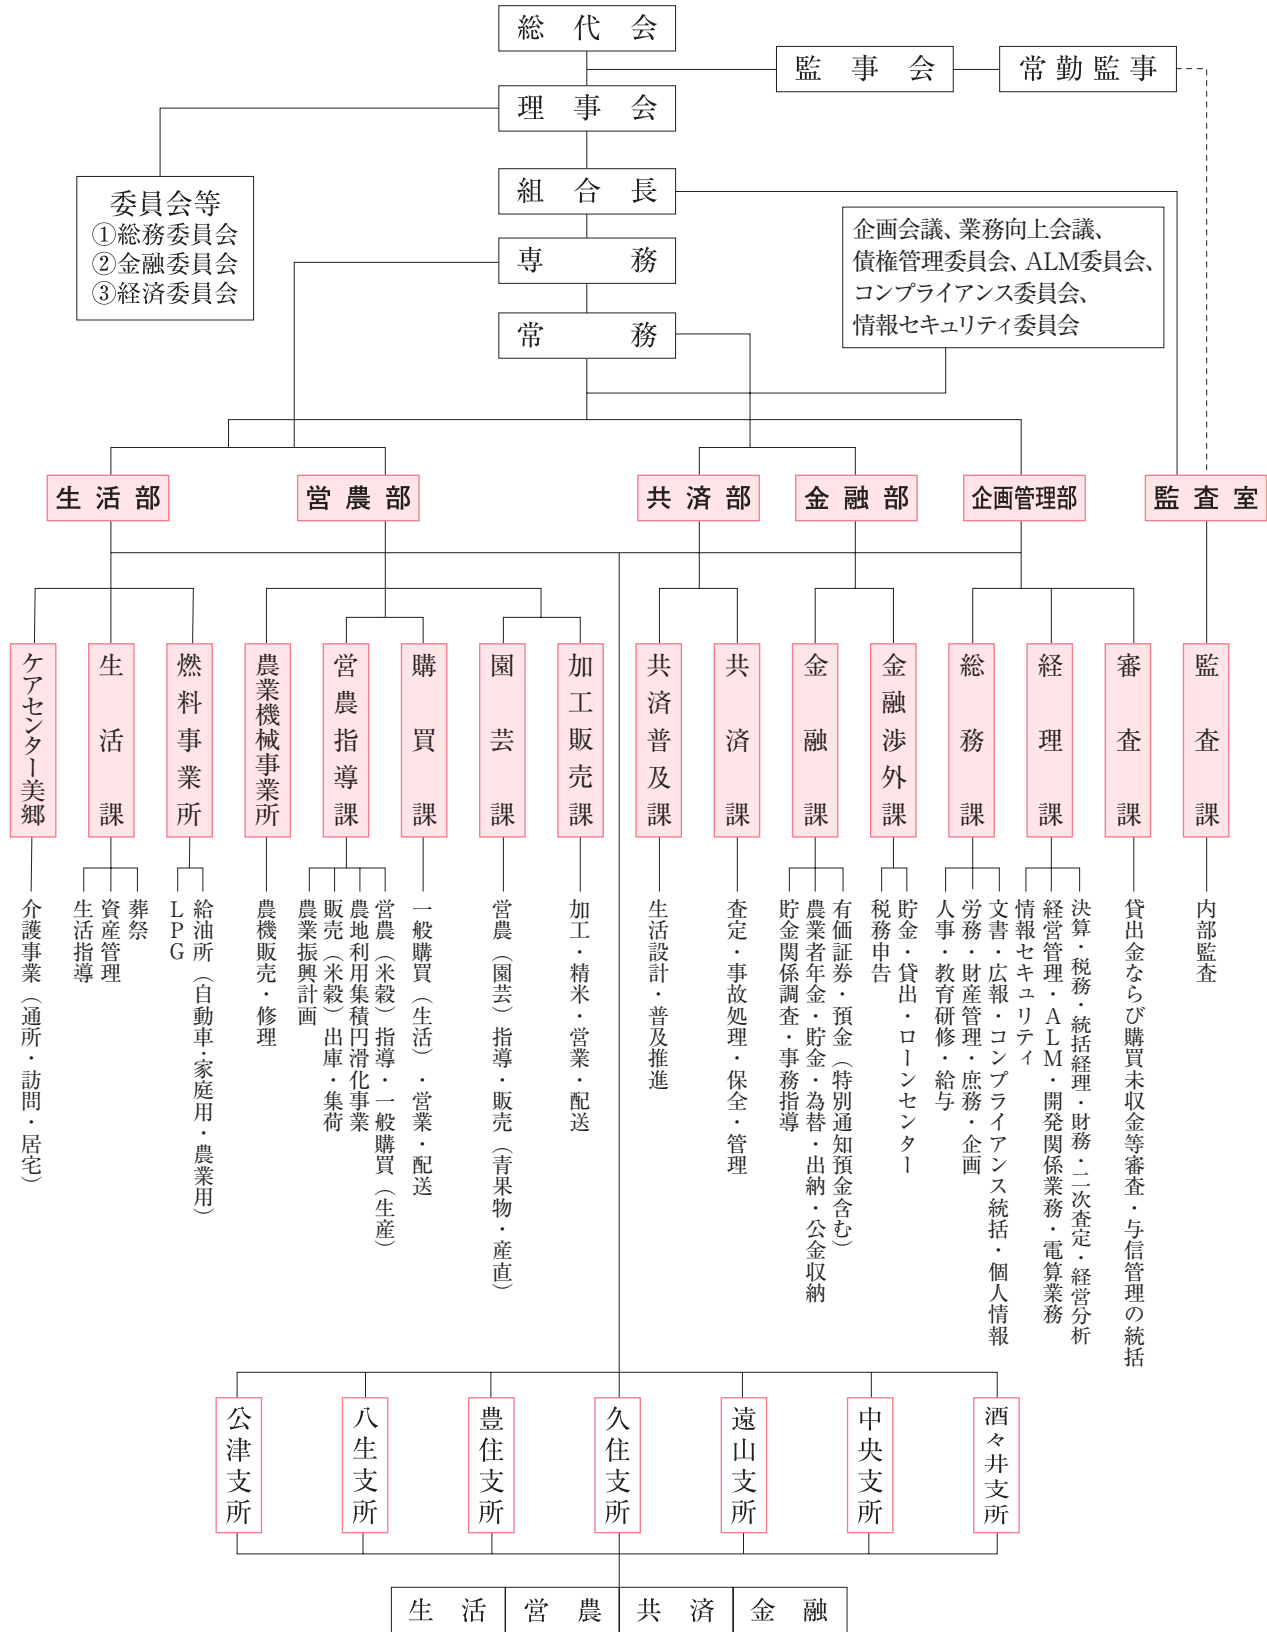 総代会
監事会
常勤監事
理事会
委員会等
①総務委員会
②金融委員会
③経済委員会
組合長
専務
常務
企画会議、業務向上会議、
債権管理委員会、ALM委員会、
コンプライアンス委員会、
情報セキュリティ委員会
生活部
営農部
共済部
金融部
企画管理部
監査室
ケアセンター美郷
生活課
燃料事業所
農業機械事業所
営農指導課
購買課
園芸課
加工販売課
共済普及課
共済課
金融課
金融渉外課
総務課
経理課
審査課
監査課
介護事業（通所・訪問・居宅）
生活指導
資産管理
葬祭
LPG
給油所（自動車・家庭用・農業用）
農機販売・修理
農業振興計画
販売（米穀）出庫・集荷
農地利用集積円滑化事業
営農（米穀）指導・一般購買（生産）
一般購買（生活）・営業・配送
営農（園芸）指導・販売（青果物・産直）
加工・精米・営業・配送
生活設計・普及推進
査定・事故処理・保全・管理
貯金関係調査・事務指導
農業者年金・貯金・為替・出納・公金収納
有価証券・預金（特別通知預金含む）
税務申告
貯金・貸出・ローンセンター
人事・教育研修・給与
労務・財産管理・庶務・企画
文書・広報・コンプライアンス統括・個人情報
情報セキュリティ
経営管理・ALM・開発関係業務・電算業務
決算・税務・統括経理・財務・二次査定・経営分析
貸出金ならび購買未収金等審査・与信管理の統括
内部監査
公津支所
八生支所
豊住支所
久住支所
遠山支所
中央支所
酒々井支所
生活
営農
共済
金融